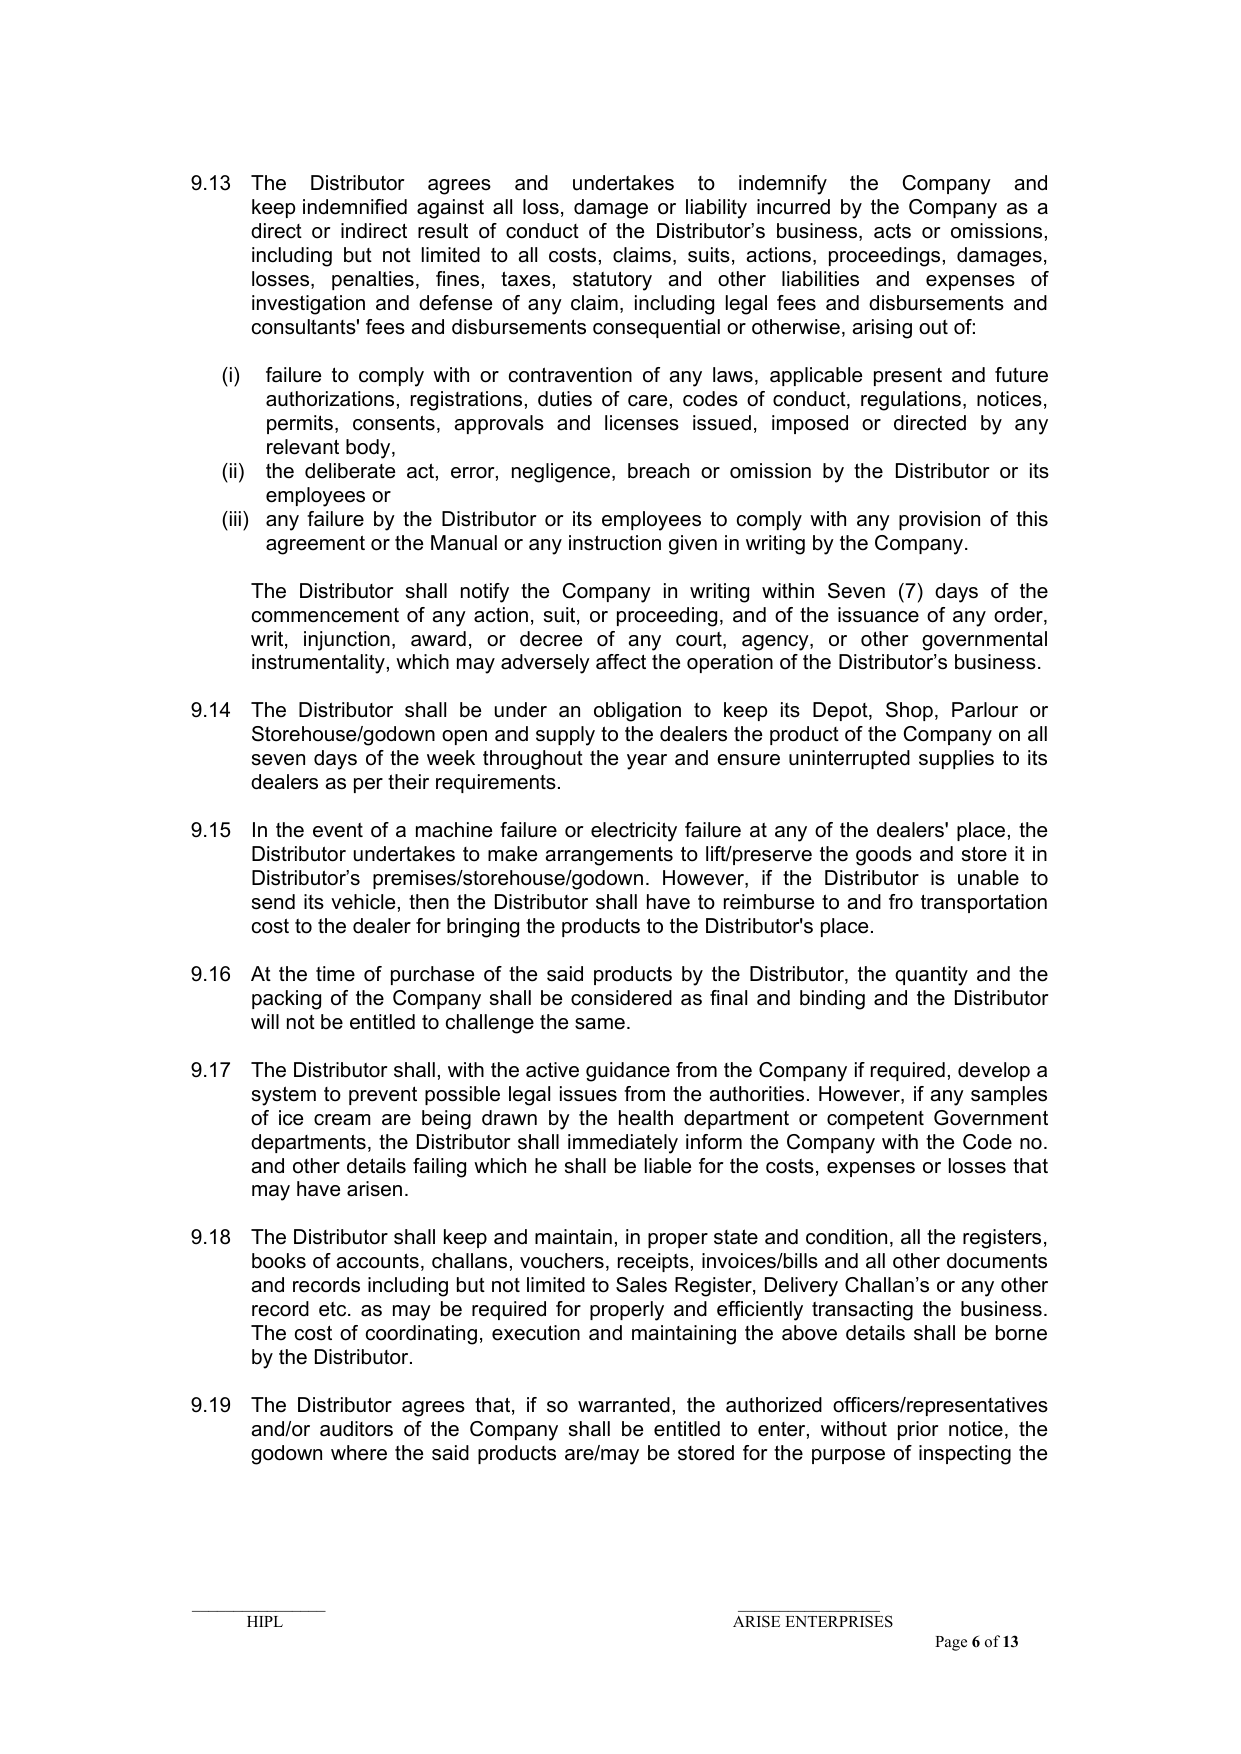 9.13 The Distributor agrees and undertakes to indemnify the Company and
keep indemnified against all loss, damage or liability incurred by the Company as a
direct or indirect result of conduct of the Distributor’s business, acts or omissions,
including but not limited to all costs, claims, suits, actions, proceedings, damages,
losses, penalties, fines, taxes, statutory and other liabilities and expenses of
investigation and defense of any claim, including legal fees and disbursements and
consultants' fees and disbursements consequential or otherwise, arising out of:
(i) failure to comply with or contravention of any laws, applicable present and future
authorizations, registrations, duties of care, codes of conduct, regulations, notices,
permits, consents, approvals and licenses issued, imposed or directed by any
relevant body,
(ii) the deliberate act, error, negligence, breach or omission by the Distributor or its
employees or
(iii) any failure by the Distributor or its employees to comply with any provision of this
agreement or the Manual or any instruction given in writing by the Company.
The Distributor shall notify the Company in writing within Seven (7) days of the
commencement of any action, suit, or proceeding, and of the issuance of any order,
writ, injunction, award, or decree of any court, agency, or other governmental
instrumentality, which may adversely affect the operation of the Distributor’s business.
9.14 The Distributor shall be under an obligation to keep its Depot, Shop, Parlour or
Storehouse/godown open and supply to the dealers the product of the Company on all
seven days of the week throughout the year and ensure uninterrupted supplies to its
dealers as per their requirements.
9.15 In the event of a machine failure or electricity failure at any of the dealers' place, the
Distributor undertakes to make arrangements to lift/preserve the goods and store it in
Distributor’s premises/storehouse/godown. However, if the Distributor is unable to
send its vehicle, then the Distributor shall have to reimburse to and fro transportation
cost to the dealer for bringing the products to the Distributor's place.
9.16 At the time of purchase of the said products by the Distributor, the quantity and the
packing of the Company shall be considered as final and binding and the Distributor
will not be entitled to challenge the same.
9.17 The Distributor shall, with the active guidance from the Company if required, develop a
system to prevent possible legal issues from the authorities. However, if any samples
of ice cream are being drawn by the health department or competent Government
departments, the Distributor shall immediately inform the Company with the Code no.
and other details failing which he shall be liable for the costs, expenses or losses that
may have arisen.
9.18 The Distributor shall keep and maintain, in proper state and condition, all the registers,
books of accounts, challans, vouchers, receipts, invoices/bills and all other documents
and records including but not limited to Sales Register, Delivery Challan’s or any other
record etc. as may be required for properly and efficiently transacting the business.
The cost of coordinating, execution and maintaining the above details shall be borne
by the Distributor.
9.19 The Distributor agrees that, if so warranted, the authorized officers/representatives
and/or auditors of the Company shall be entitled to enter, without prior notice, the
godown where the said products are/may be stored for the purpose of inspecting the
HIPL ARISE ENTERPRISES
Page 6 of 13